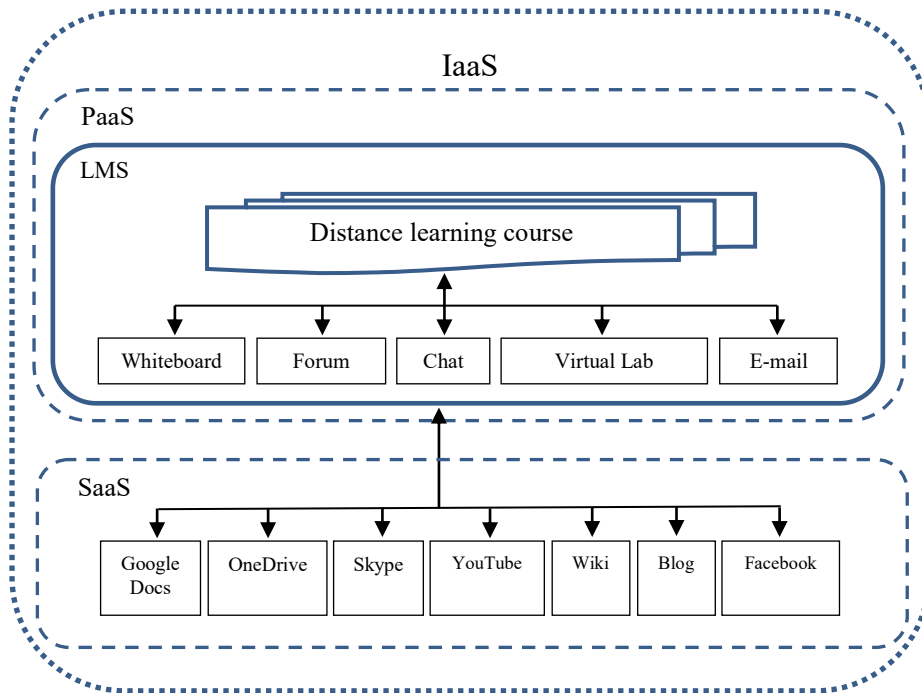 IaaS
PaaS
LMS
Distance learning course
Whiteboard
Forum
Chat
Virtual Lab
E-mail
SaaS
Google
Docs
OneDrive
Skype
YouTube
Wiki
Blog
Facebook